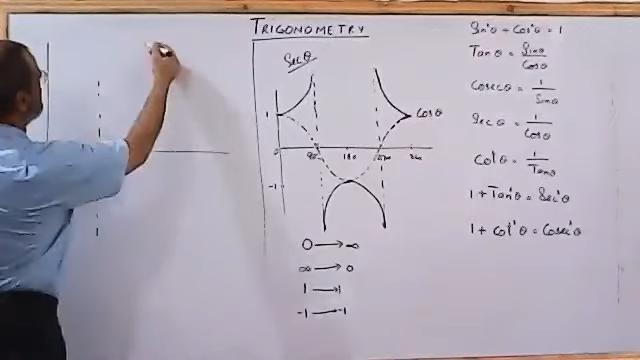 TRIGONOMETRY
Secθ
1
Cosθ
0 90 180 270 360
-1
0 → ∞
∞ → 0
1 → 1
-1 → -1
Sin²θ + Cos²θ = 1
Tanθ = Sinθ / Cosθ
Cosecθ = 1 / Sinθ
Secθ = 1 / Cosθ
Cotθ = 1 / Tanθ
1 + Tan²θ = Sec²θ
1 + Cot²θ = Cosec²θ